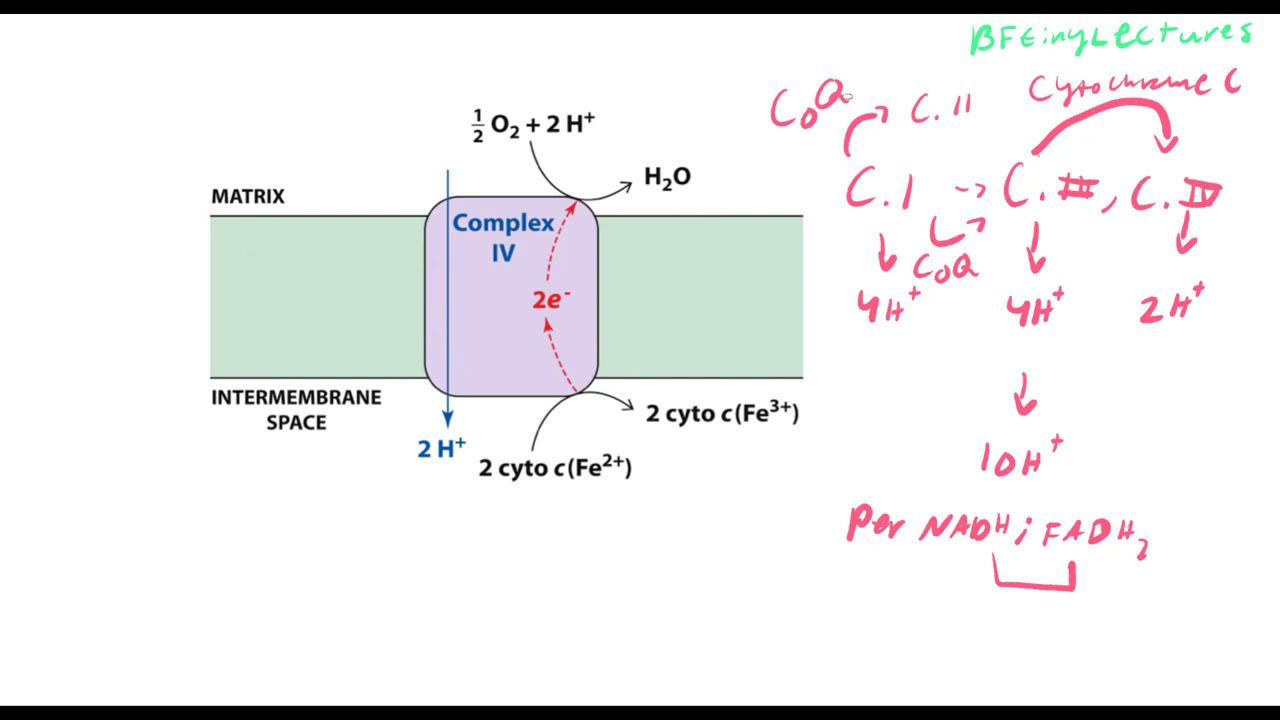 BFtinyLectures
Cytochrome C
CoQ
C. II
½ O₂ + 2 H⁺
H₂O
MATRIX
Complex
IV
C. I → C. III, C. IV
CoQ
2e⁻
4H⁺ 4H⁺ 2H⁺
INTERMEMBRANE
SPACE
2 cyto c(Fe³⁺)
2 H⁺
2 cyto c(Fe²⁺)
10H⁺
Per NADH; FADH₂